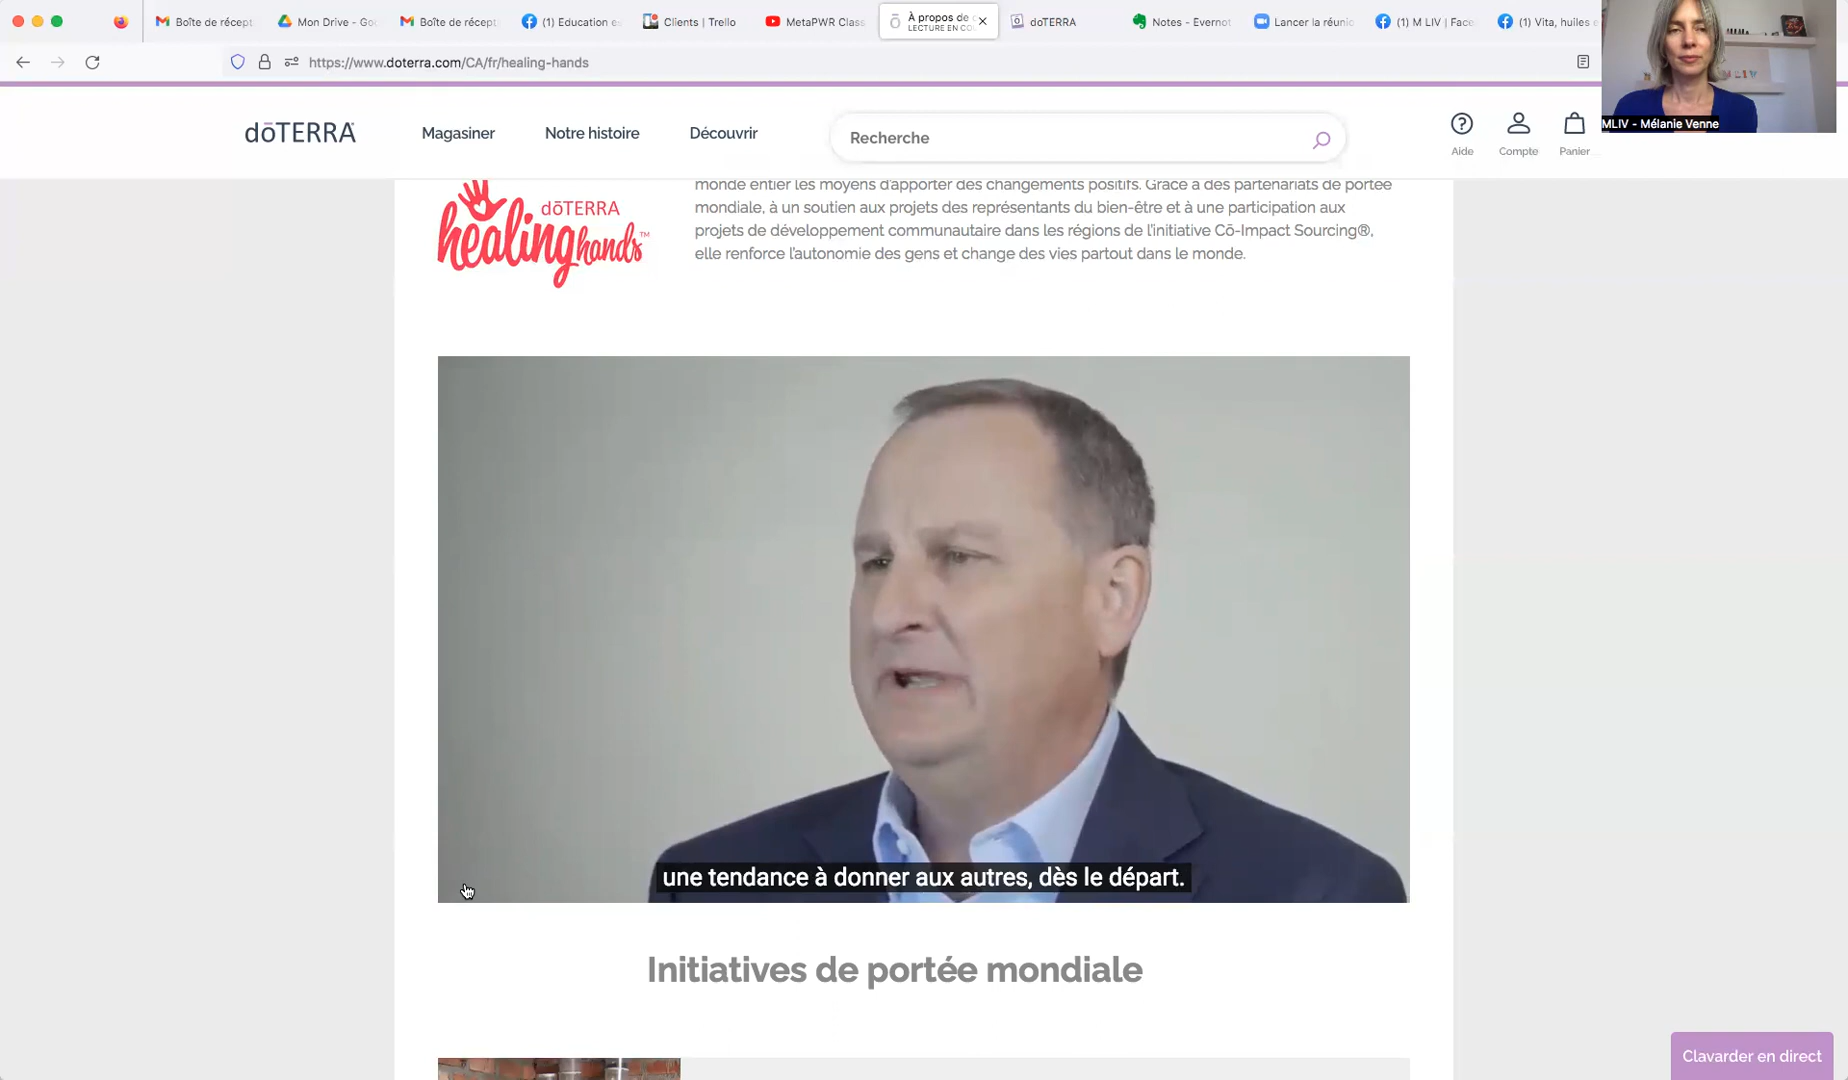 Boîte de récept
Mon Drive - Goo
Boîte de récept
(1) Education es
Clients | Trello
MetaPWR Class
À propos de
LECTURE EN CO
doTERRA
Notes - Evernot
Lancer la réunio
(1) M LIV | Face
(1) Vita, huiles e
https://www.doterra.com/CA/fr/healing-hands
MLIV - Mélanie Venne
dōTERRA
Magasiner
Notre histoire
Découvrir
Recherche
Aide
Compte
Panier
dōTERRA
healing hands™
monde entier les moyens d'apporter des changements positifs. Grâce à des partenariats de portée
mondiale, à un soutien aux projets des représentants du bien-être et à une participation aux
projets de développement communautaire dans les régions de l'initiative Cō-Impact Sourcing®,
elle renforce l'autonomie des gens et change des vies partout dans le monde.
une tendance à donner aux autres, dès le départ.
Initiatives de portée mondiale
Clavarder en direct